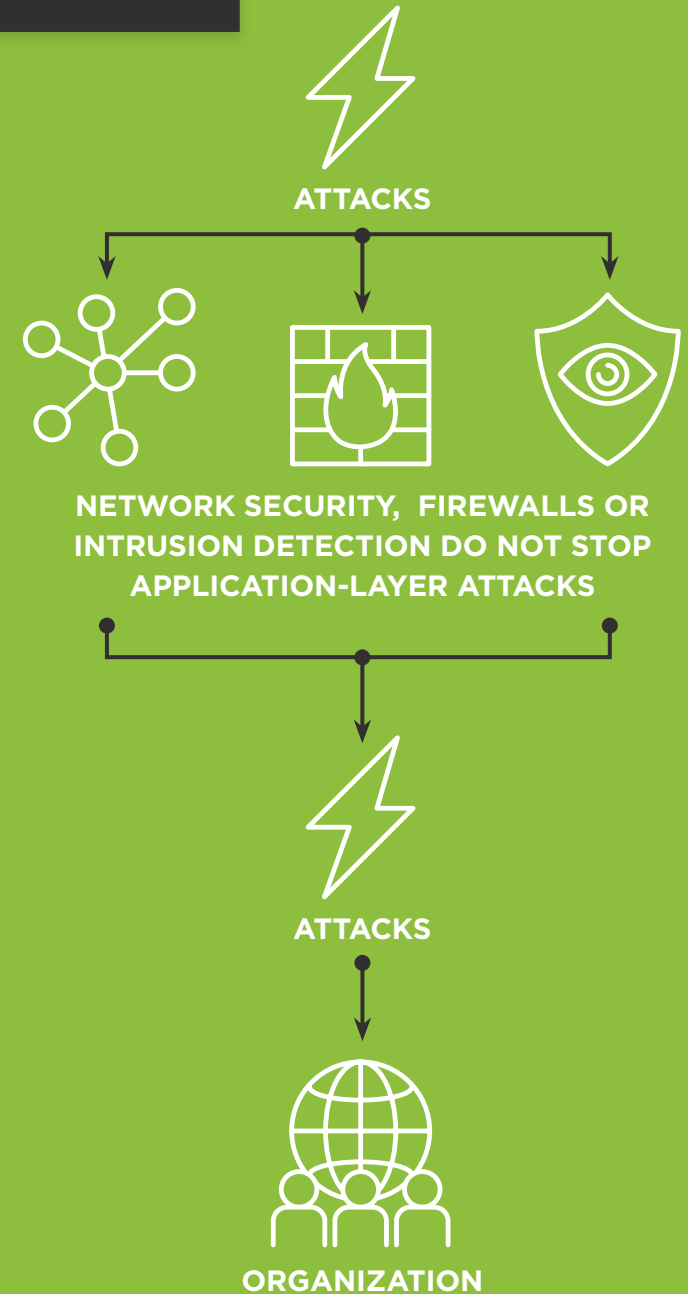 ATTACKS
NETWORK SECURITY, FIREWALLS OR
INTRUSION DETECTION DO NOT STOP
APPLICATION-LAYER ATTACKS
ATTACKS
ORGANIZATION